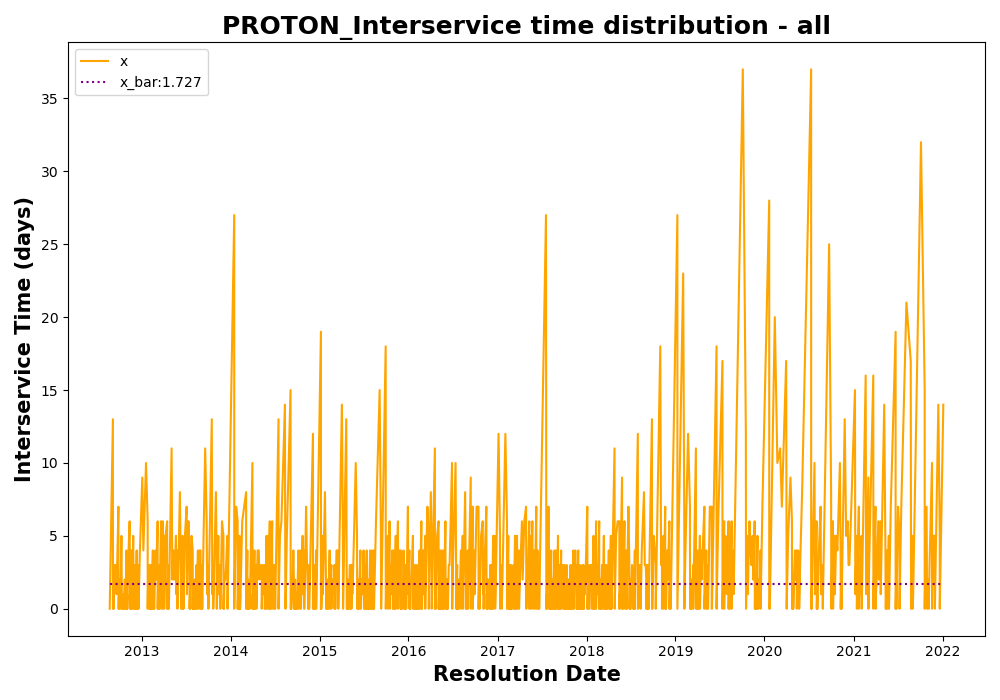 PROTON_Interservice time distribution - all
x
x_bar:1.727
Interservice Time (days)
35
30
25
20
15
10
5
0
2013 2014 2015 2016 2017 2018 2019 2020 2021 2022
Resolution Date